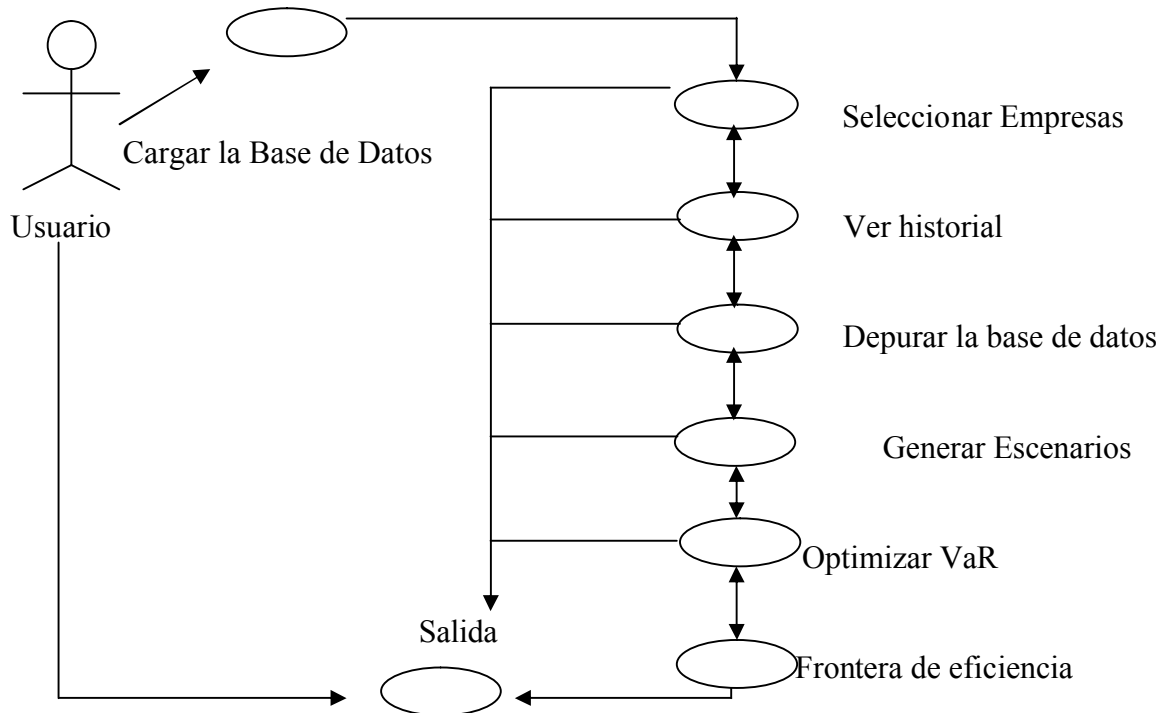 Seleccionar Empresas
Cargar la Base de Datos
Usuario
Ver historial
Depurar la base de datos
Generar Escenarios
Optimizar VaR
Salida
Frontera de eficiencia